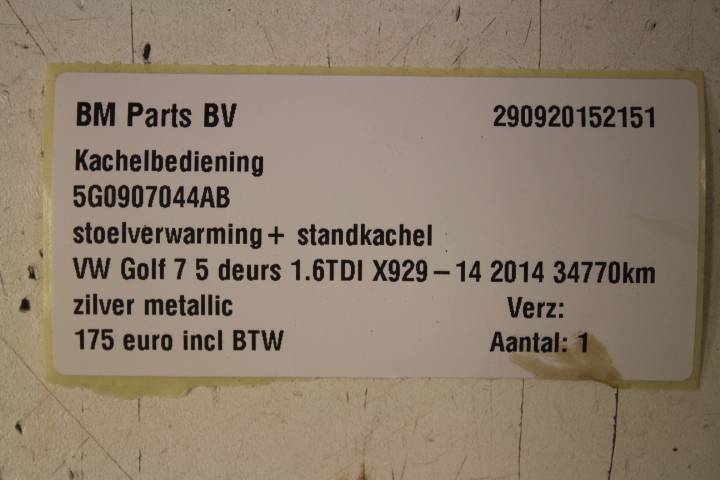 BM Parts BV 290920152151
Kachelbediening
5G0907044AB
stoelverwarming+ standkachel
VW Golf 7 5 deurs 1.6TDI X929-14 2014 34770km
zilver metallic Verz:
175 euro incl BTW Aantal: 1